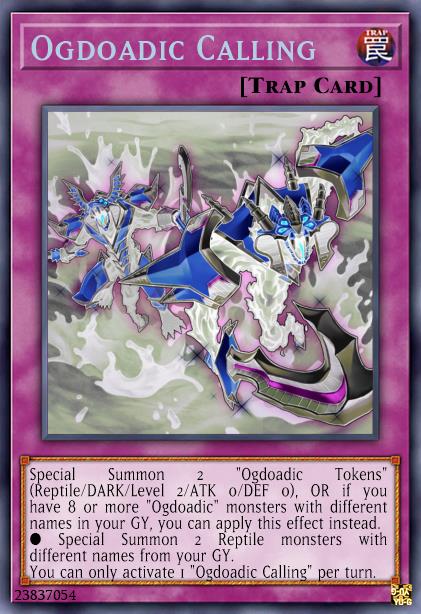 Ogdoadic Calling
TRAP
罠
[Trap Card]
Special Summon 2 "Ogdoadic Tokens"
(Reptile/DARK/Level 2/ATK 0/DEF 0), OR if you
have 8 or more "Ogdoadic" monsters with different
names in your GY, you can apply this effect instead.
● Special Summon 2 Reptile monsters with
different names from your GY.
You can only activate 1 "Ogdoadic Calling" per turn.
23837054